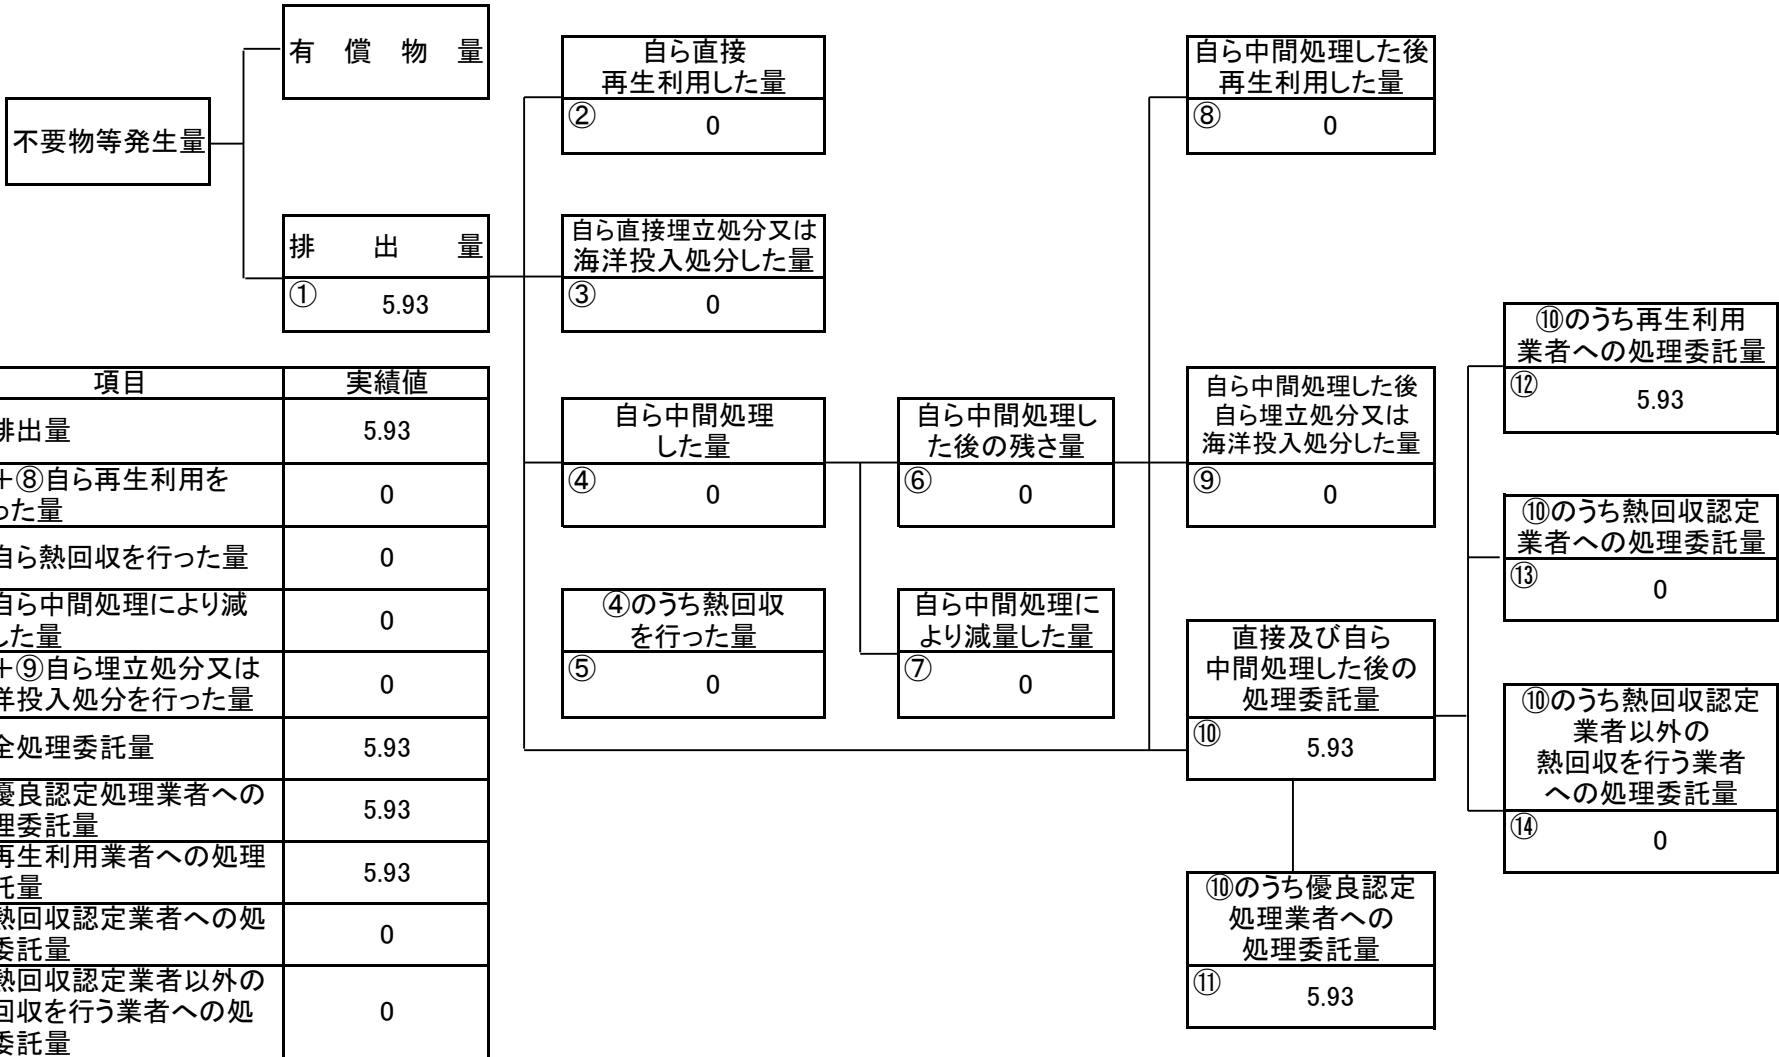 有償物量
不要物等発生量
排出量
① 5.93
自ら直接
再生利用した量
② 0
自ら直接埋立処分又は
海洋投入処分した量
③ 0
自ら中間処理
した量
④ 0
④のうち熱回収
を行った量
⑤ 0
自ら中間処理し
た後の残さ量
⑥ 0
自ら中間処理に
より減量した量
⑦ 0
自ら中間処理した後
再生利用した量
⑧ 0
自ら中間処理した後
自ら埋立処分又は
海洋投入処分した量
⑨ 0
直接及び自ら
中間処理した後の
処理委託量
⑩ 5.93
⑩のうち優良認定
処理業者への
処理委託量
⑪ 5.93
⑩のうち再生利用
業者への処理委託量
⑫ 5.93
⑩のうち熱回収認定
業者への処理委託量
⑬ 0
⑩のうち熱回収認定
業者以外の
熱回収を行う業者
への処理委託量
⑭ 0
項目 実績値
排出量 5.93
+⑧自ら再生利用を
った量 0
自ら熱回収を行った量 0
自ら中間処理により減
した量 0
+⑨自ら埋立処分又は
洋投入処分を行った量 0
全処理委託量 5.93
優良認定処理業者への
理委託量 5.93
再生利用業者への処理
託量 5.93
熱回収認定業者への処
委託量 0
熱回収認定業者以外の
回収を行う業者への処
委託量 0